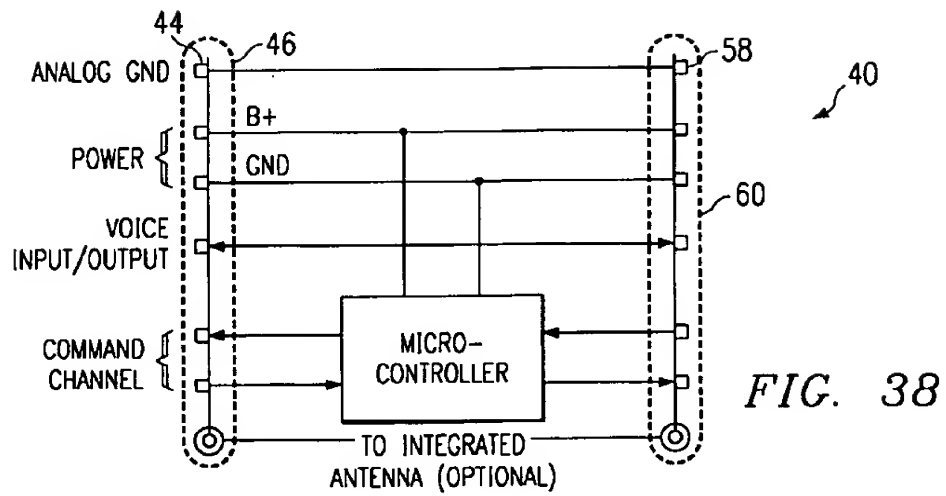 44
46
58
ANALOG GND
40
B+
POWER
GND
60
VOICE
INPUT/OUTPUT
COMMAND
CHANNEL
MICRO-
CONTROLLER
FIG. 38
TO INTEGRATED
ANTENNA (OPTIONAL)